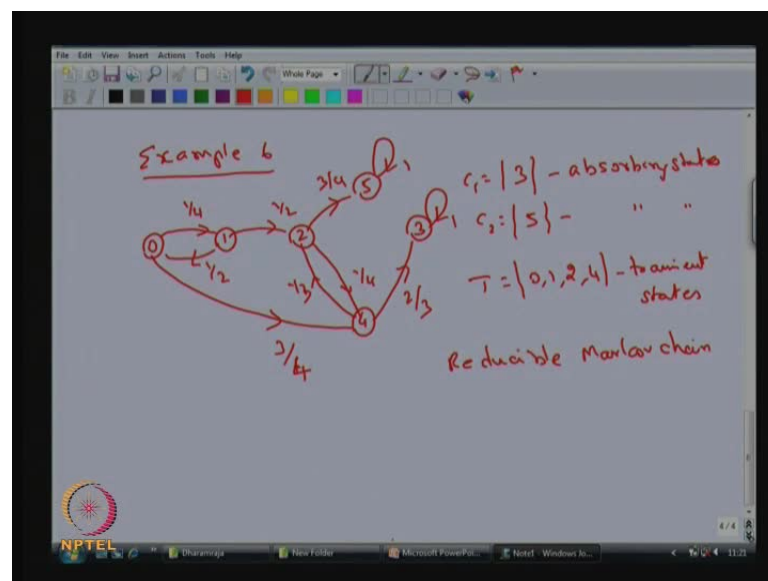 File Edit View Insert Actions Tools Help
Whole Page
B I
Example 6
C₁ = {3} - absorbing states
C₂ = {5} - " "
T = {0, 1, 2, 4} - transient
states
Reducible Markov chain
3/4 5 1
1/4 1/2 3 1
0 1 2
1/2 1/3 1/4 2/3
4
3/4
4/4
NPTEL
Dharamraja New Folder Microsoft PowerPoi... Note1 - Windows Jo... 11:21